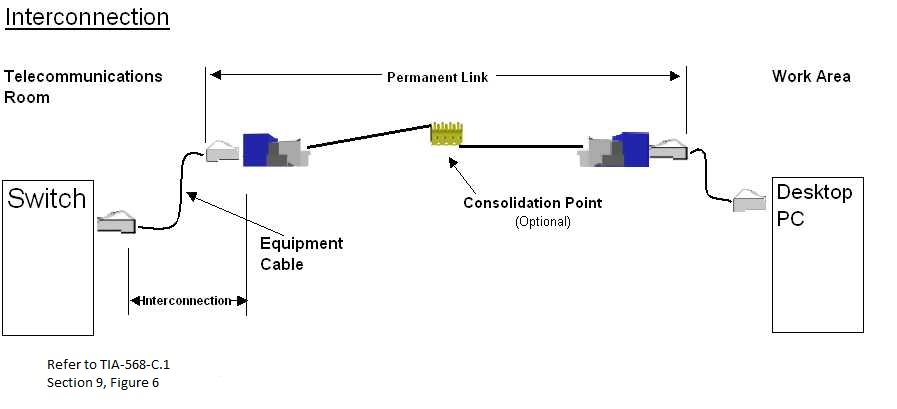 Interconnection
Telecommunications
Room
Permanent Link
Work Area
Switch
Consolidation Point
(Optional)
Desktop
PC
Equipment
Cable
Interconnection
Refer to TIA-568-C.1
Section 9, Figure 6